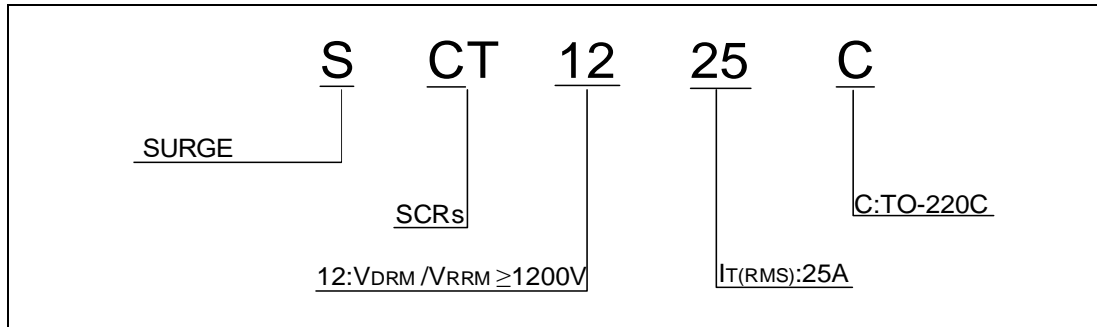 S CT 12 25 C
SURGE
C:TO-220C
SCRs
12:VDRM /VRRM ≥1200V
IT(RMS):25A